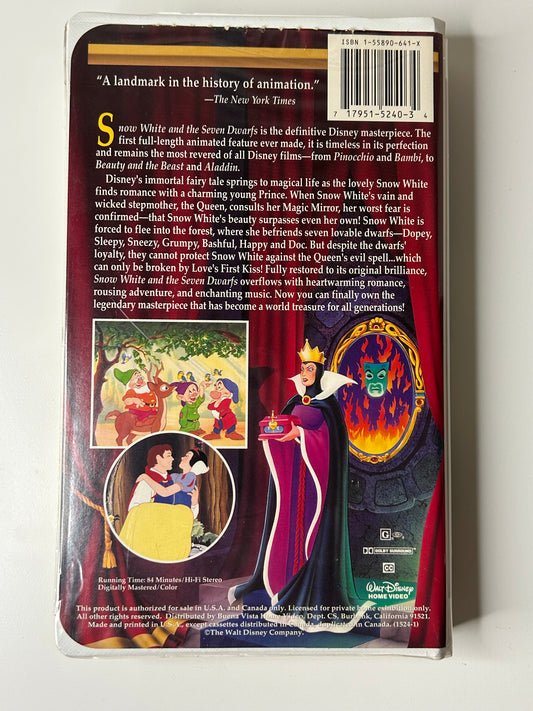 ISBN 1-55890-641-X
7 17951-5240-3 4
“A landmark in the history of animation.”
—The New York Times
Snow White and the Seven Dwarfs is the definitive Disney masterpiece. The
first full-length animated feature ever made, it is timeless in its perfection
and remains the most revered of all Disney films—from Pinocchio and Bambi, to
Beauty and the Beast and Aladdin.
Disney's immortal fairy tale springs to magical life as the lovely Snow White
finds romance with a charming young Prince. When Snow White's vain and
wicked stepmother, the Queen, consults her Magic Mirror, her worst fear is
confirmed—that Snow White's beauty surpasses even her own! Snow White is
forced to flee into the forest, where she befriends seven lovable dwarfs—Dopey,
Sleepy, Sneezy, Grumpy, Bashful, Happy and Doc. But despite the dwarfs'
loyalty, they cannot protect Snow White against the Queen's evil spell...which
can only be broken by Love's First Kiss! Fully restored to its original brilliance,
Snow White and the Seven Dwarfs overflows with heartwarming romance,
rousing adventure, and enchanting music. Now you can finally own the
legendary masterpiece that has become a world treasure for all generations!
G
DOLBY SURROUND
CC
Running Time: 84 Minutes/Hi-Fi Stereo
Digitally Mastered/Color
Walt Disney
HOME VIDEO
This product is authorized for sale in U.S.A. and Canada only. Licensed for private home exhibition only.
All other rights reserved. Distributed by Buena Vista Home Video, Dept. CS, Burbank, California 91521.
Made and printed in U.S.A., except cassettes distributed in Canada, duplicated in Canada. (1524-1)
©The Walt Disney Company.